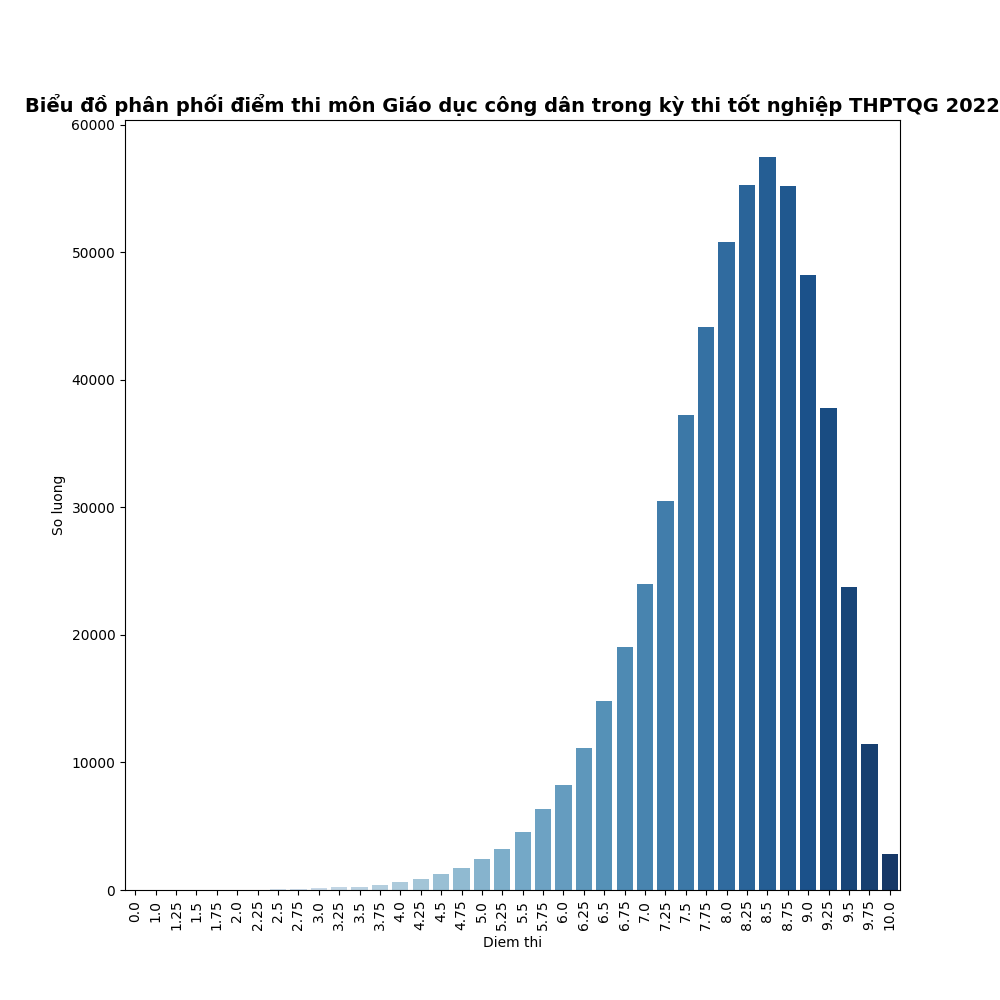 Biểu đồ phân phối điểm thi môn Giáo dục công dân trong kỳ thi tốt nghiệp THPTQG 2022
60000
50000
40000
30000
20000
10000
0
So luong
0.0 1.0 1.25 1.5 1.75 2.0 2.25 2.5 2.75 3.0 3.25 3.5 3.75 4.0 4.25 4.5 4.75 5.0 5.25 5.5 5.75 6.0 6.25 6.5 6.75 7.0 7.25 7.5 7.75 8.0 8.25 8.5 8.75 9.0 9.25 9.5 9.75 10.0
Diem thi